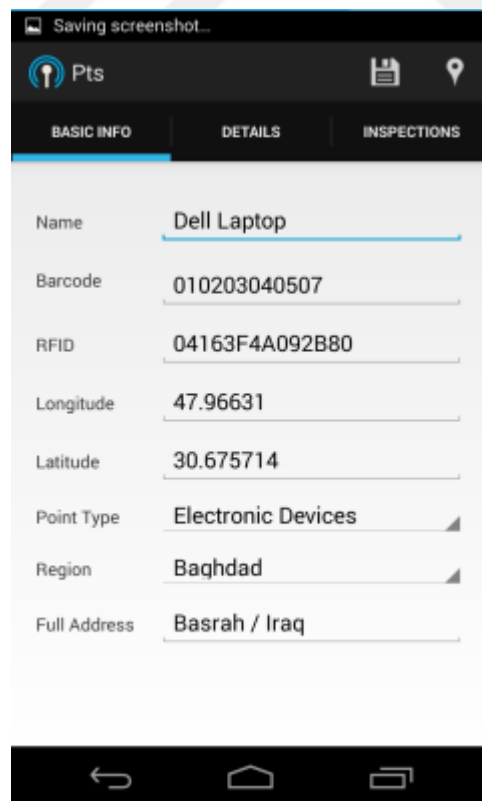 Saving screenshot...
Pts
BASIC INFO DETAILS INSPECTIONS
Name Dell Laptop
Barcode 010203040507
RFID 04163F4A092B80
Longitude 47.96631
Latitude 30.675714
Point Type Electronic Devices
Region Baghdad
Full Address Basrah / Iraq